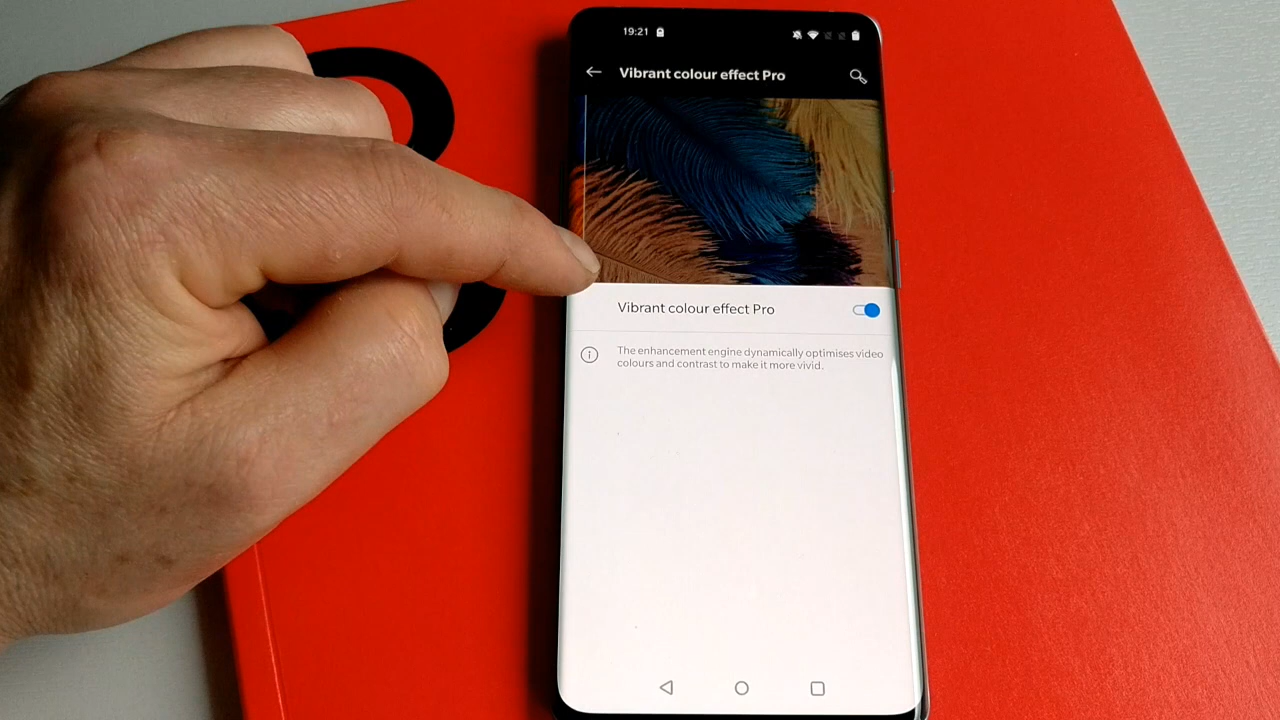 19:21
Vibrant colour effect Pro
Vibrant colour effect Pro
The enhancement engine dynamically optimises video
colours and contrast to make it more vivid.